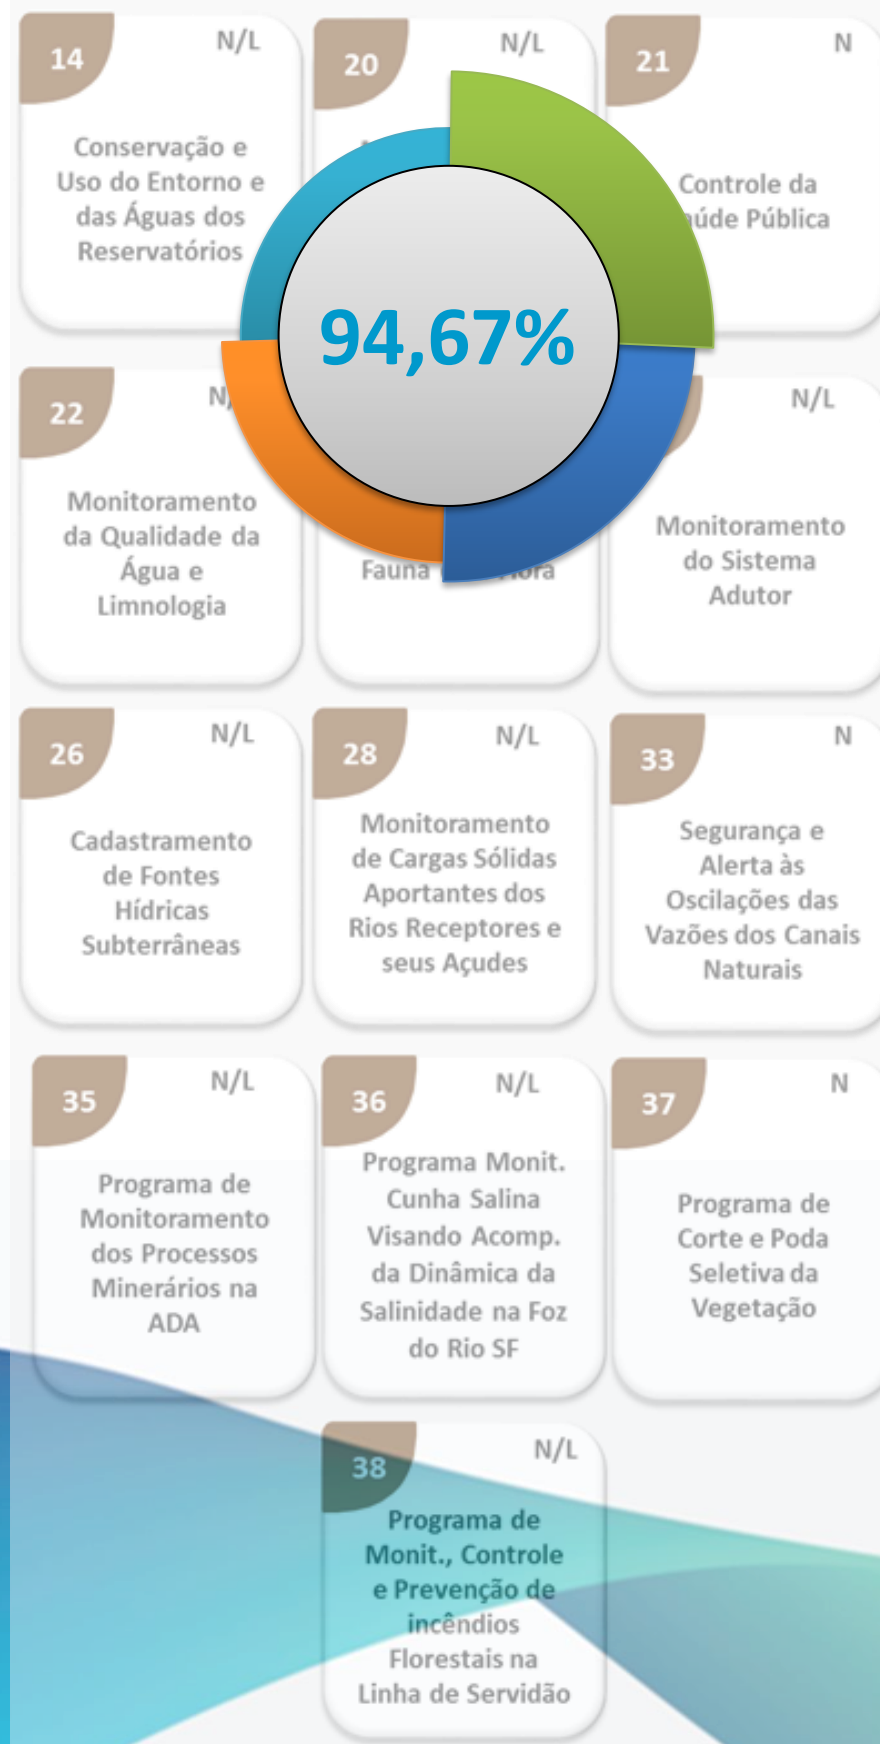 14
N/L
Conservação e
Uso do Entorno e
das Águas dos
Reservatórios
20
N/L
21
N
Controle da
Pública
94,67%
22
Monitoramento
da Qualidade da
Água e
Limnologia
Fauna
N/L
Monitoramento
do Sistema
Adutor
26
N/L
Cadastramento
de Fontes
Hídricas
Subterrâneas
28
N/L
Monitoramento
de Cargas Sólidas
Aportantes dos
Rios Receptores e
seus Açudes
33
N
Segurança e
Alerta às
Oscilações das
Vazões dos Canais
Naturais
35
N/L
Programa de
Monitoramento
dos Processos
Minerários na
ADA
36
N/L
Programa Monit.
Cunha Salina
Visando Acomp.
da Dinâmica da
Salinidade na Foz
do Rio SF
37
N
Programa de
Corte e Poda
Seletiva da
Vegetação
38
N/L
Programa de
Monit., Controle
e Prevenção de
incêndios
Florestais na
Linha de Servidão